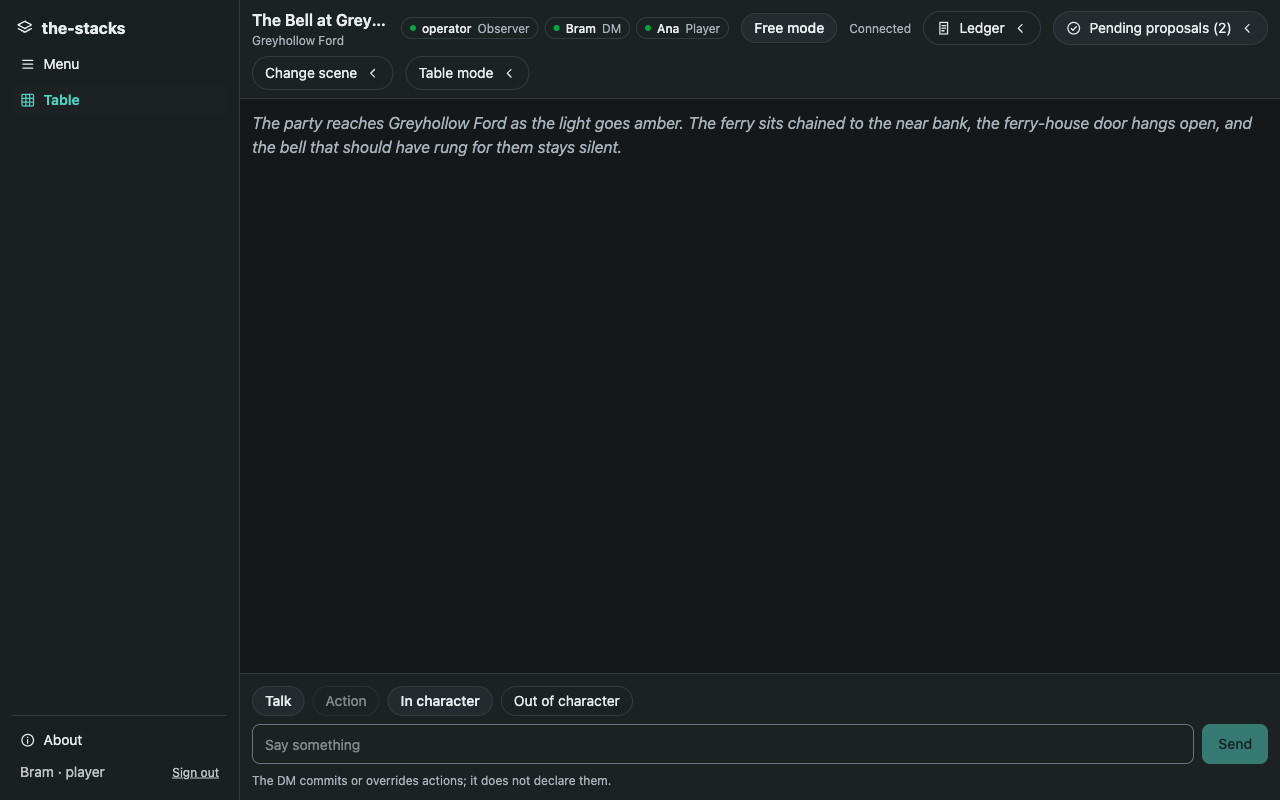 the-stacks
Menu
Table
About
Bram · player
Sign out
The Bell at Grey...
Greyhollow Ford
operator Observer
Bram DM
Ana Player
Free mode
Connected
Ledger
Pending proposals (2)
Change scene
Table mode
The party reaches Greyhollow Ford as the light goes amber. The ferry sits chained to the near bank, the ferry-house door hangs open, and
the bell that should have rung for them stays silent.
Talk
Action
In character
Out of character
Say something
Send
The DM commits or overrides actions; it does not declare them.